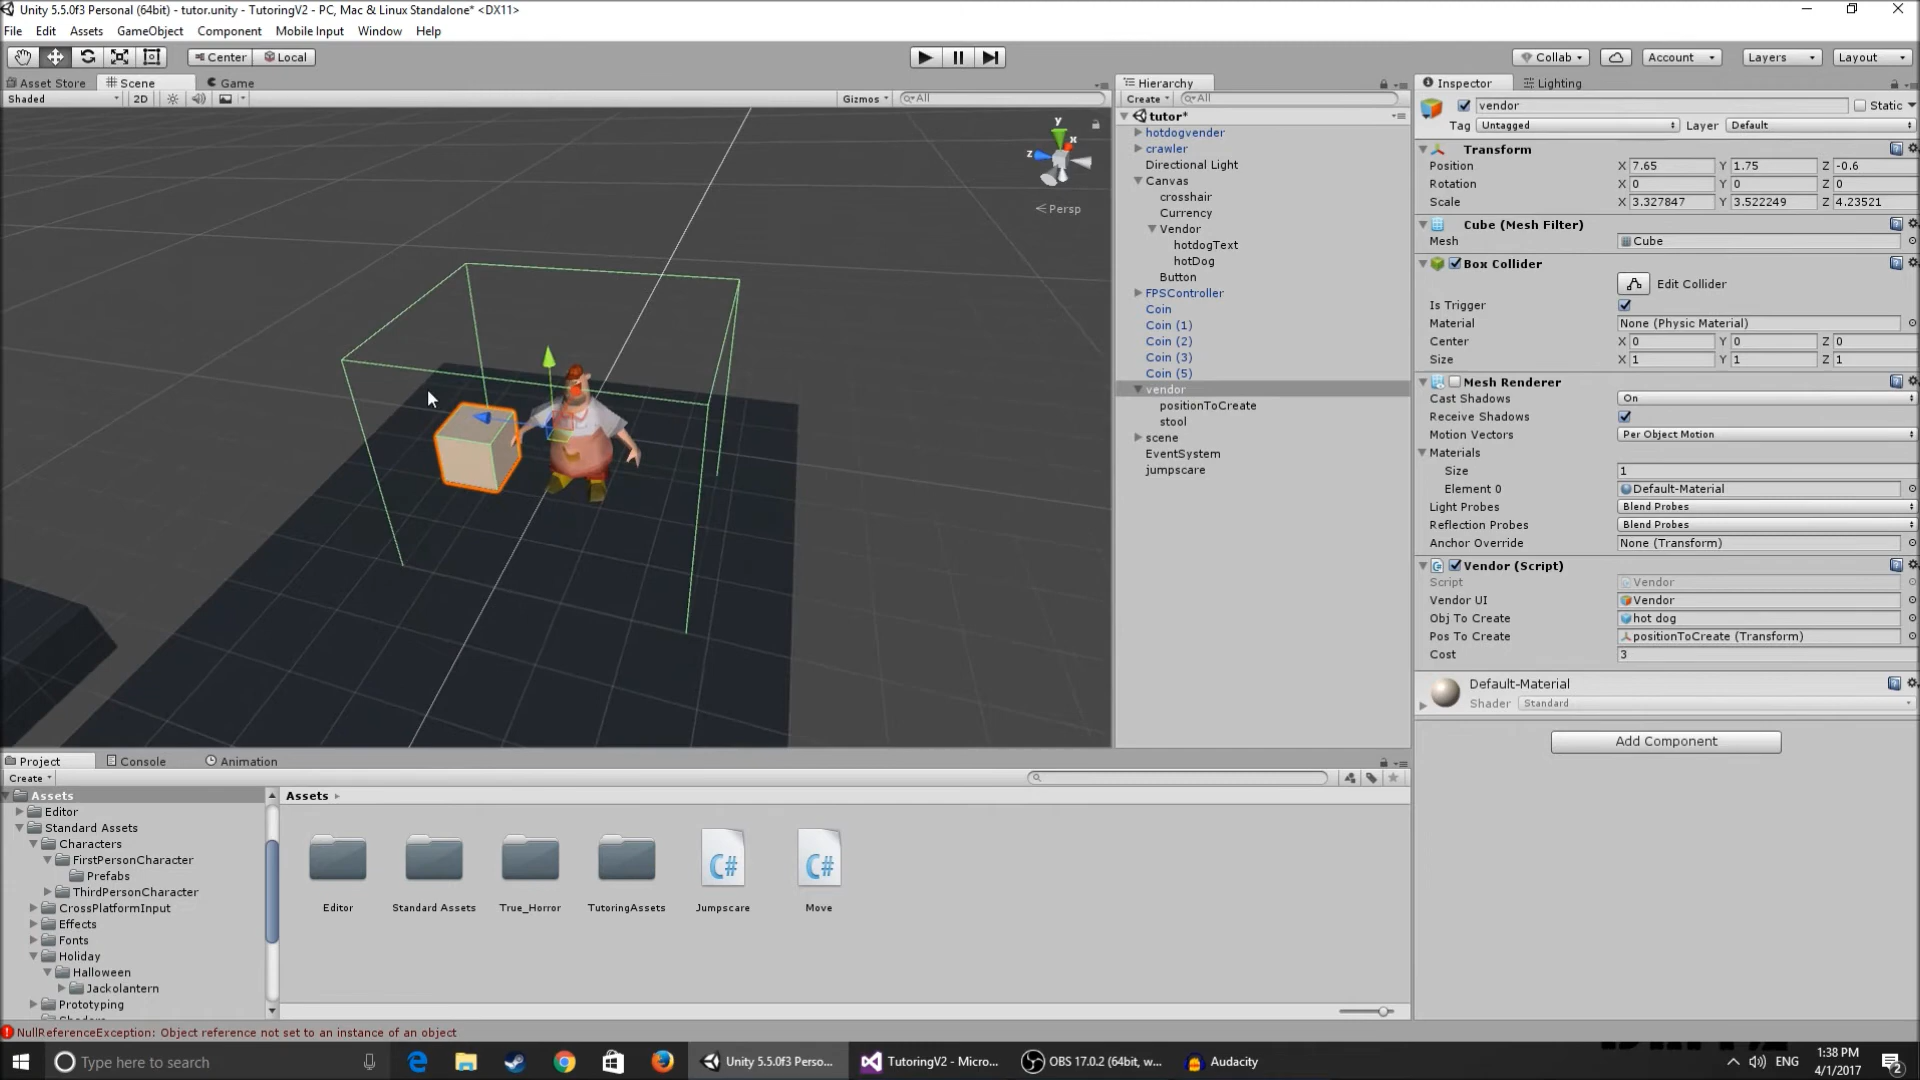 Unity 5.5.0f3 Personal (64bit) - tutor.unity - TutoringV2 - PC, Mac & Linux Standalone* <DX11>
File Edit Assets GameObject Component Mobile Input Window Help
Center Local Collab Account Layers Layout
Asset Store Scene Game
Shaded 2D Gizmos All
y
x
z
Persp
Hierarchy
Create All
tutor*
hotdogvender
crawler
Directional Light
Canvas
crosshair
Currency
Vendor
hotdogText
hotDog
Button
FPSController
Coin
Coin (1)
Coin (2)
Coin (3)
Coin (5)
vendor
positionToCreate
stool
scene
EventSystem
jumpscare
Inspector Lighting
vendor Static
Tag Untagged Layer Default
Transform
Position X 7.65 Y 1.75 Z -0.6
Rotation X 0 Y 0 Z 0
Scale X 3.327847 Y 3.522249 Z 4.23521
Cube (Mesh Filter)
Mesh Cube
Box Collider
Edit Collider
Is Trigger
Material None (Physic Material)
Center X 0 Y 0 Z 0
Size X 1 Y 1 Z 1
Mesh Renderer
Cast Shadows On
Receive Shadows
Motion Vectors Per Object Motion
Materials
Size 1
Element 0 Default-Material
Light Probes Blend Probes
Reflection Probes Blend Probes
Anchor Override None (Transform)
Vendor (Script)
Script Vendor
Vendor UI Vendor
Obj To Create hot dog
Pos To Create positionToCreate (Transform)
Cost 3
Default-Material
Shader Standard
Add Component
Project Console Animation
Create
Assets
Editor
Standard Assets
Characters
FirstPersonCharacter
Prefabs
ThirdPersonCharacter
CrossPlatformInput
Effects
Fonts
Holiday
Halloween
Jackolantern
Prototyping
Assets
C# C#
Editor Standard Assets True_Horror TutoringAssets Jumpscare Move
NullReferenceException: Object reference not set to an instance of an object
Type here to search
Unity 5.5.0f3 Perso...
TutoringV2 - Micro...
OBS 17.0.2 (64bit, w...
Audacity
ENG
1:38 PM
4/1/2017
2